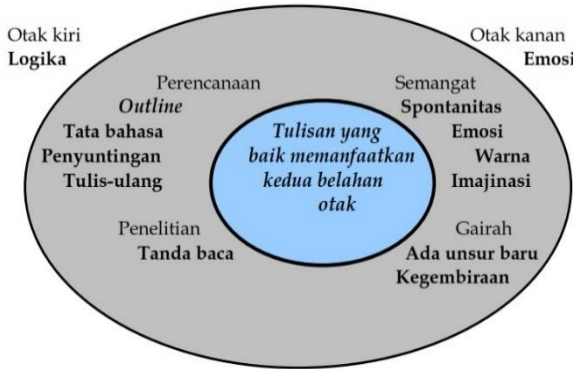 Otak kiri
Logika
Otak kanan
Emosi
Perencanaan
Outline
Tata bahasa
Penyuntingan
Tulis-ulang
Penelitian
Tanda baca
Tulisan yang
baik memanfaatkan
kedua belahan
otak
Semangat
Spontanitas
Emosi
Warna
Imajinasi
Gairah
Ada unsur baru
Kegembiraan